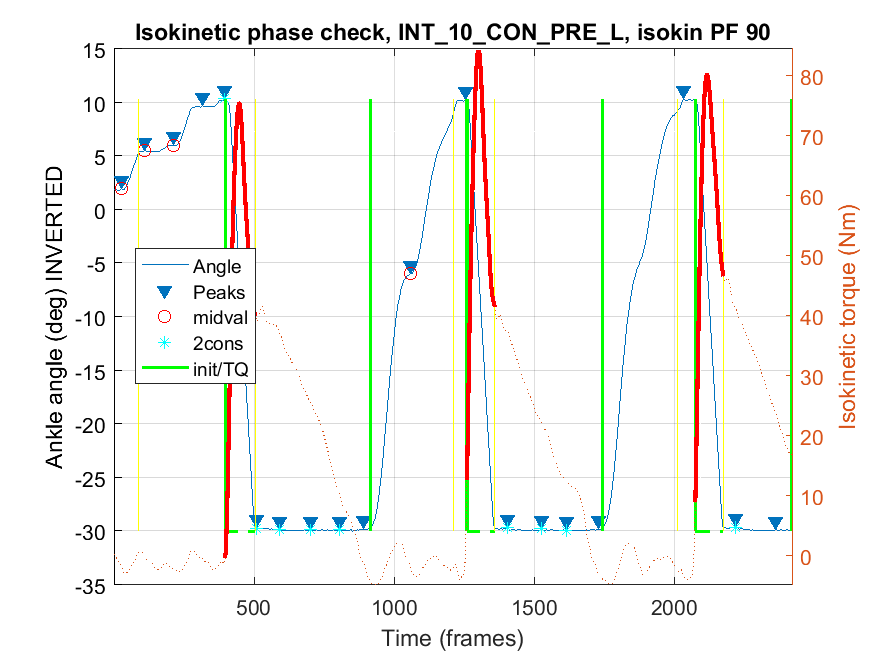 Isokinetic phase check, INT_10_CON_PRE_L, isokin PF 90
Ankle angle (deg) INVERTED
15
10
5
0
-5
-10
-15
-20
-25
-30
-35
Angle
Peaks
midval
2cons
init/TQ
80
70
60
50
40
30
20
10
0
Isokinetic torque (Nm)
500
1000
1500
2000
Time (frames)